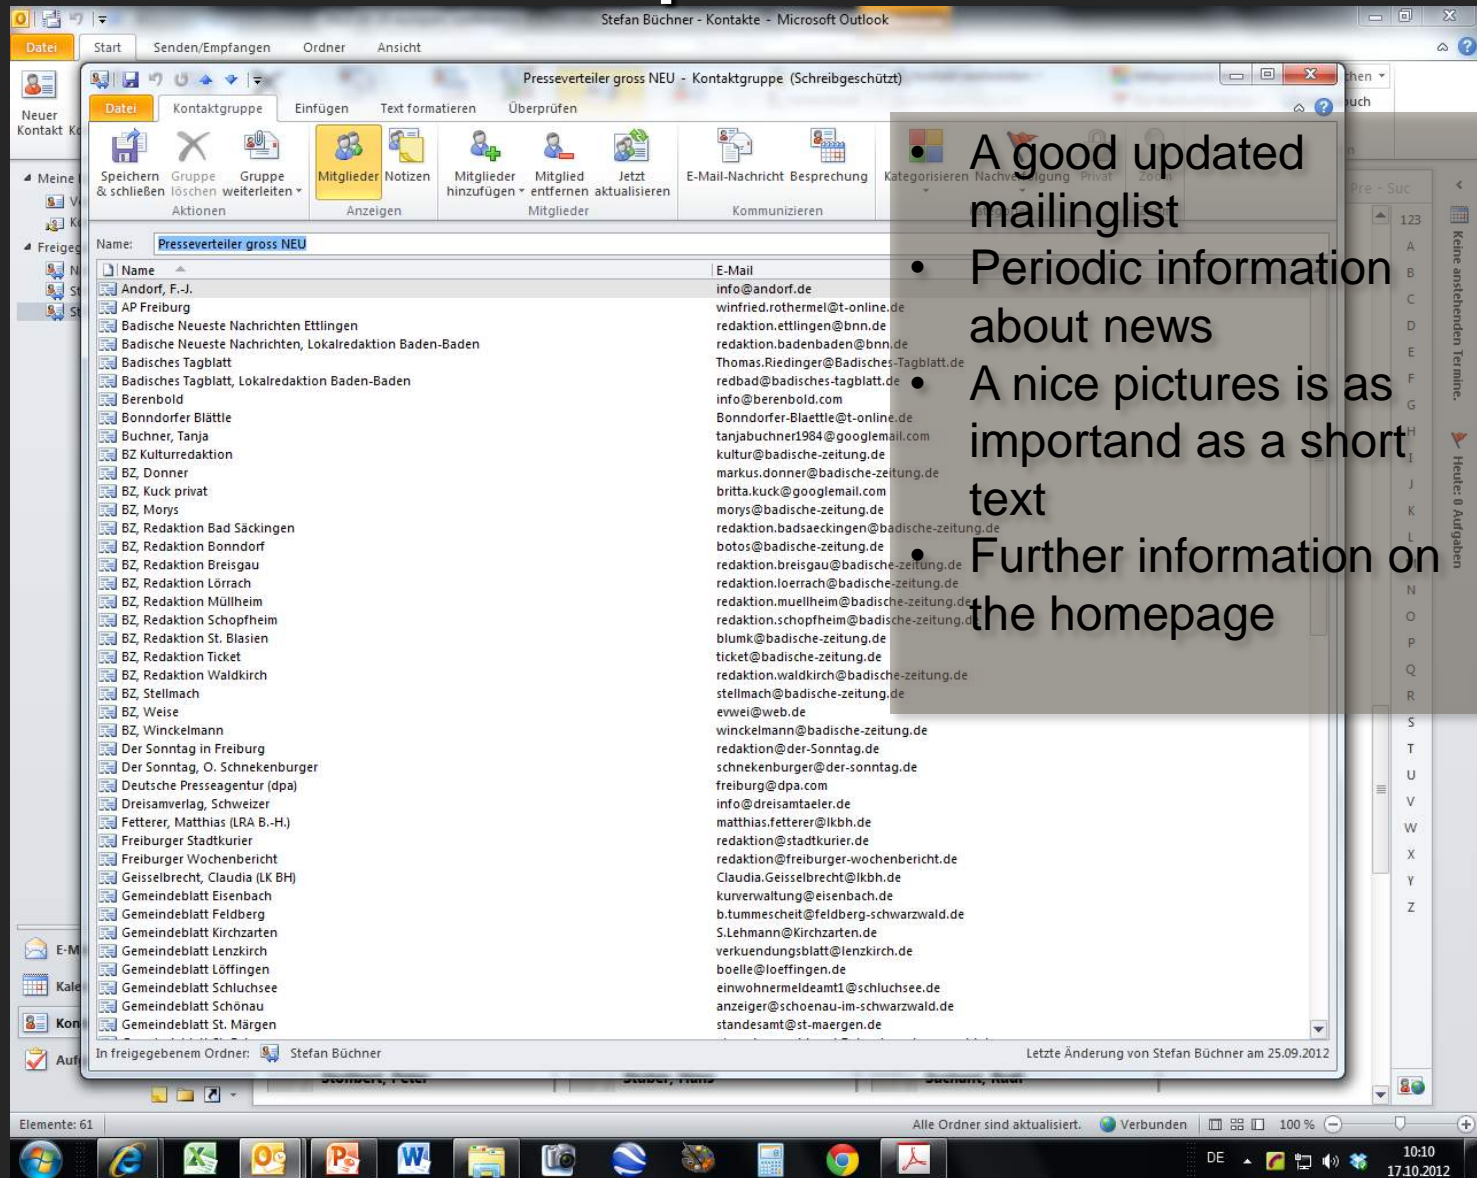 Stefan Büchner - Kontakte - Microsoft Outlook
Datei Start Senden/Empfangen Ordner Ansicht
Presseverteiler gross NEU - Kontaktgruppe (Schreibgeschützt)
Datei Kontaktgruppe Einfügen Text formatieren Überprüfen
Neuer
Kontakt
Speichern & schließen
Gruppe löschen
Gruppe weiterleiten
Mitglieder
Notizen
Mitglieder hinzufügen
Mitglied entfernen
Jetzt aktualisieren
E-Mail-Nachricht
Besprechung
Kategorisieren
Nachverfolgung
Privat
Zoom
Aktionen Anzeigen Mitglieder Kommunizieren
• A good updated
mailinglist
• Periodic information
about news
• A nice pictures is as
importand as a short
text
• Further information on
the homepage
Name: Presseverteiler gross NEU
Name E-Mail
Andorf, F.-J. info@andorf.de
AP Freiburg winfried.rothermel@t-online.de
Badische Neueste Nachrichten Ettlingen redaktion.ettlingen@bnn.de
Badische Neueste Nachrichten, Lokalredaktion Baden-Baden redaktion.badenbaden@bnn.de
Badisches Tagblatt Thomas.Riedinger@Badisches-Tagblatt.de
Badisches Tagblatt, Lokalredaktion Baden-Baden redbad@badisches-tagblatt.de
Berenbold info@berenbold.com
Bonndorfer Blättle Bonndorfer-Blaettle@t-online.de
Buchner, Tanja tanjabuchner1984@googlemail.com
BZ Kulturredaktion kultur@badische-zeitung.de
BZ, Donner markus.donner@badische-zeitung.de
BZ, Kuck privat britta.kuck@googlemail.com
BZ, Morys morys@badische-zeitung.de
BZ, Redaktion Bad Säckingen redaktion.badsaeckingen@badische-zeitung.de
BZ, Redaktion Bonndorf botos@badische-zeitung.de
BZ, Redaktion Breisgau redaktion.breisgau@badische-zeitung.de
BZ, Redaktion Lörrach redaktion.loerrach@badische-zeitung.de
BZ, Redaktion Müllheim redaktion.muellheim@badische-zeitung.de
BZ, Redaktion Schopfheim redaktion.schopfheim@badische-zeitung.de
BZ, Redaktion St. Blasien blumk@badische-zeitung.de
BZ, Redaktion Ticket ticket@badische-zeitung.de
BZ, Redaktion Waldkirch redaktion.waldkirch@badische-zeitung.de
BZ, Stellmach stellmach@badische-zeitung.de
BZ, Weise evwei@web.de
BZ, Winckelmann winckelmann@badische-zeitung.de
Der Sonntag in Freiburg redaktion@der-Sonntag.de
Der Sonntag, O. Schnekenburger schnekenburger@der-sonntag.de
Deutsche Presseagentur (dpa) freiburg@dpa.com
Dreisamverlag, Schweizer info@dreisamtaeler.de
Fetterer, Matthias (LRA B.-H.) matthias.fetterer@lkbh.de
Freiburger Stadtkurier redaktion@stadtkurier.de
Freiburger Wochenbericht redaktion@freiburger-wochenbericht.de
Geisselbrecht, Claudia (LK BH) Claudia.Geisselbrecht@lkbh.de
Gemeindeblatt Eisenbach kurverwaltung@eisenbach.de
Gemeindeblatt Feldberg b.tummescheit@feldberg-schwarzwald.de
Gemeindeblatt Kirchzarten S.Lehmann@Kirchzarten.de
Gemeindeblatt Lenzkirch verkuendungsblatt@lenzkirch.de
Gemeindeblatt Löffingen boelle@loeffingen.de
Gemeindeblatt Schluchsee einwohnermeldeamt1@schluchsee.de
Gemeindeblatt Schönau anzeiger@schoenau-im-schwarzwald.de
Gemeindeblatt St. Märgen standesamt@st-maergen.de
In freigegebenem Ordner: Stefan Büchner Letzte Änderung von Stefan Büchner am 25.09.2012
123
A
B
C
D
E
F
G
H
I
J
K
L
N
O
P
Q
R
S
T
U
V
W
X
Y
Z
Keine anstehenden Termine.
Heute: 0 Aufgaben
Elemente: 61 Alle Ordner sind aktualisiert. Verbunden 100 %
DE 10:10
17.10.2012